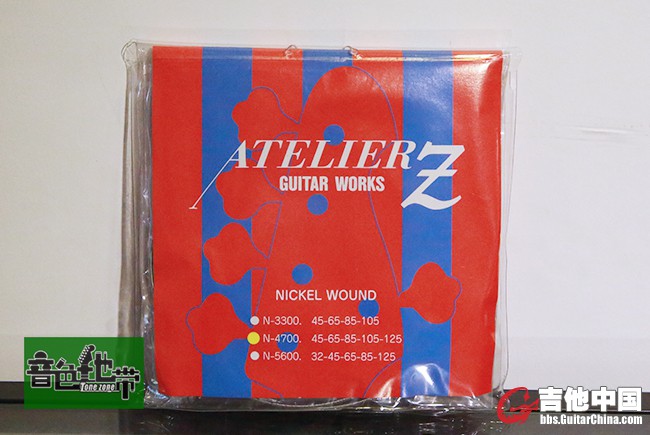 ATELIER Z
GUITAR WORKS
NICKEL WOUND
N-3300. 45-65-85-105
N-4700. 45-65-85-105-125
N-5600. 32-45-65-85-125
音色地带
Tone zone
吉他中国
bbs.GuitarChina.com